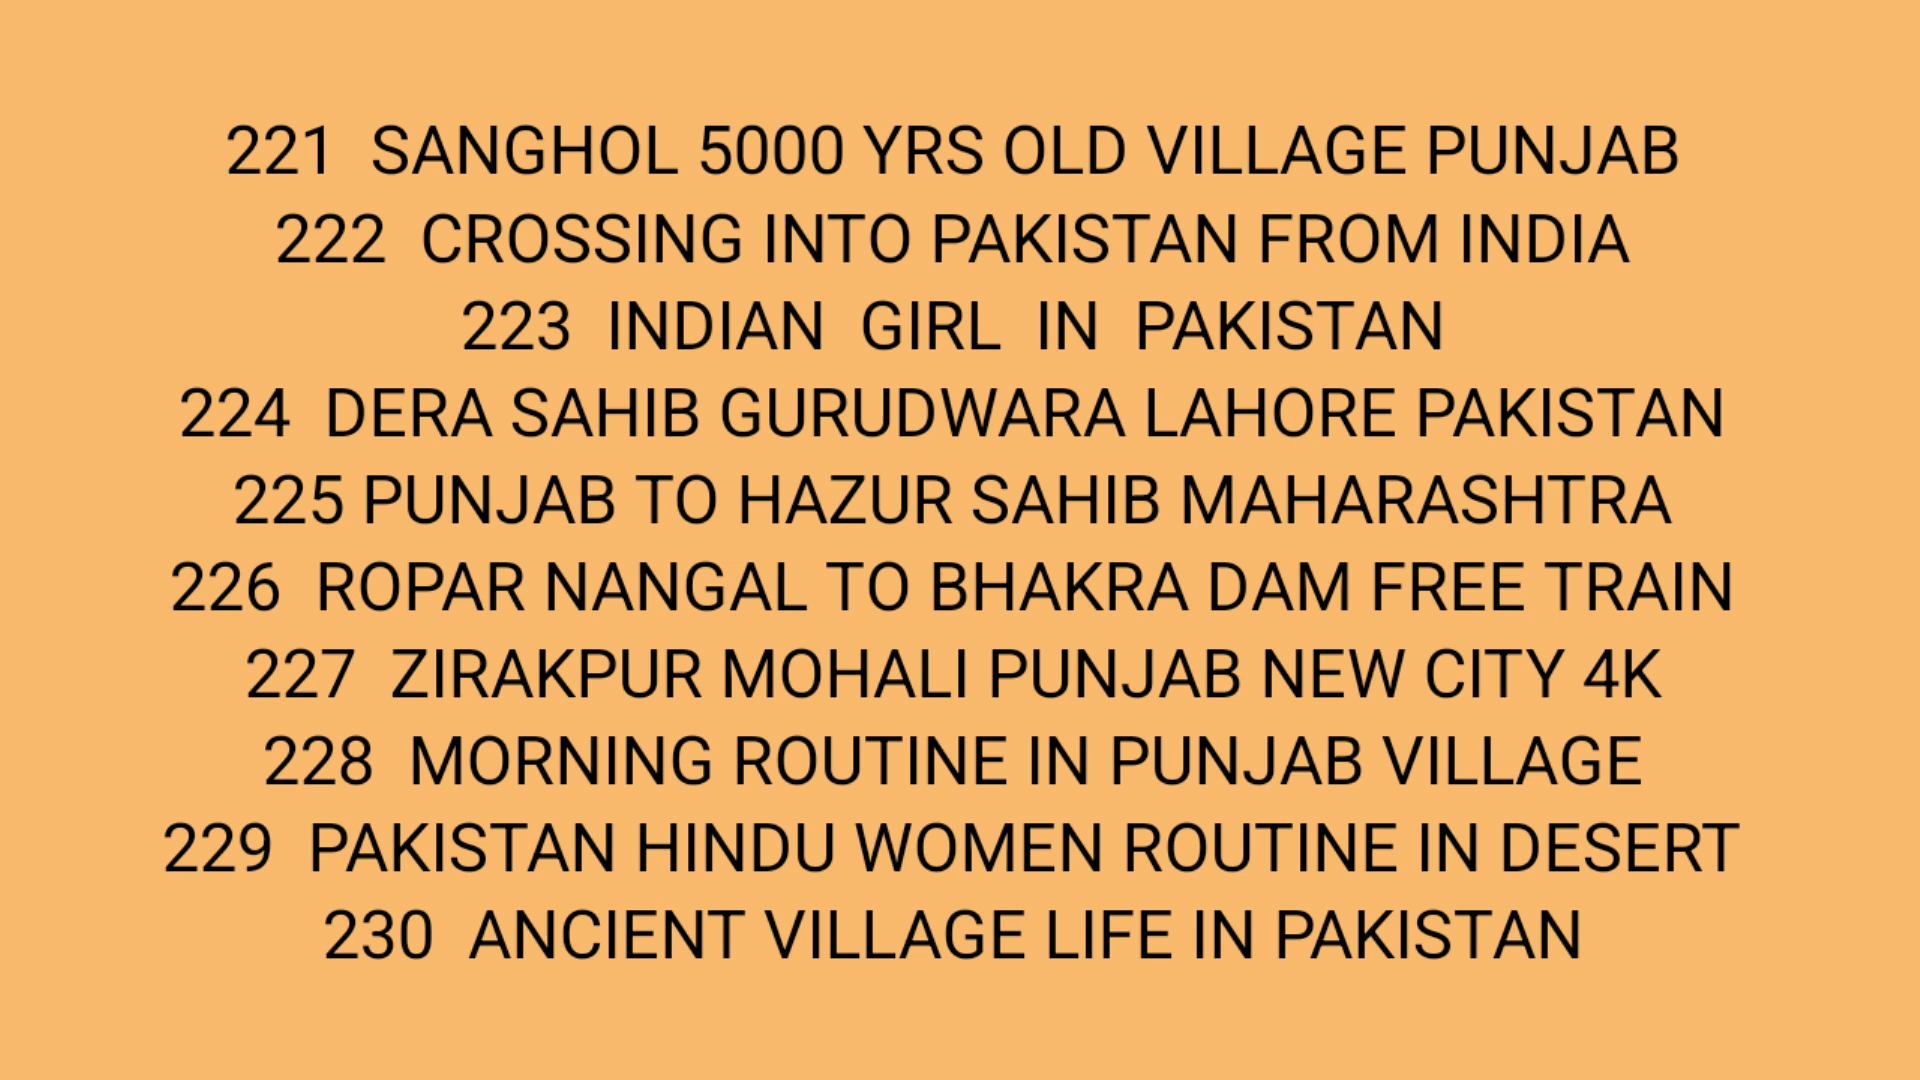 221  SANGHOL 5000 YRS OLD VILLAGE PUNJAB
222  CROSSING INTO PAKISTAN FROM INDIA
223  INDIAN  GIRL  IN  PAKISTAN
224  DERA SAHIB GURUDWARA LAHORE PAKISTAN
225 PUNJAB TO HAZUR SAHIB MAHARASHTRA
226  ROPAR NANGAL TO BHAKRA DAM FREE TRAIN
227  ZIRAKPUR MOHALI PUNJAB NEW CITY 4K
228  MORNING ROUTINE IN PUNJAB VILLAGE
229  PAKISTAN HINDU WOMEN ROUTINE IN DESERT
230  ANCIENT VILLAGE LIFE IN PAKISTAN